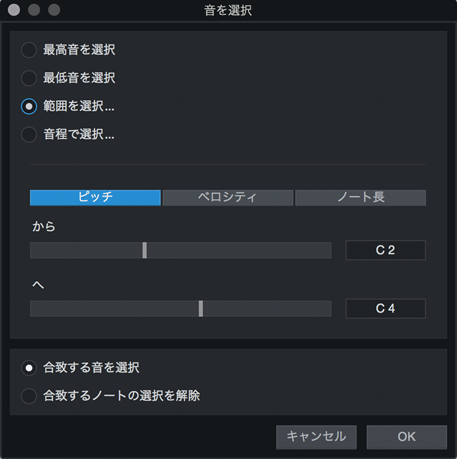 音を選択
最高音を選択
最低音を選択
範囲を選択...
音程で選択...
ピッチ ベロシティ ノート長
から
C 2
へ
C 4
合致する音を選択
合致するノートの選択を解除
キャンセル OK